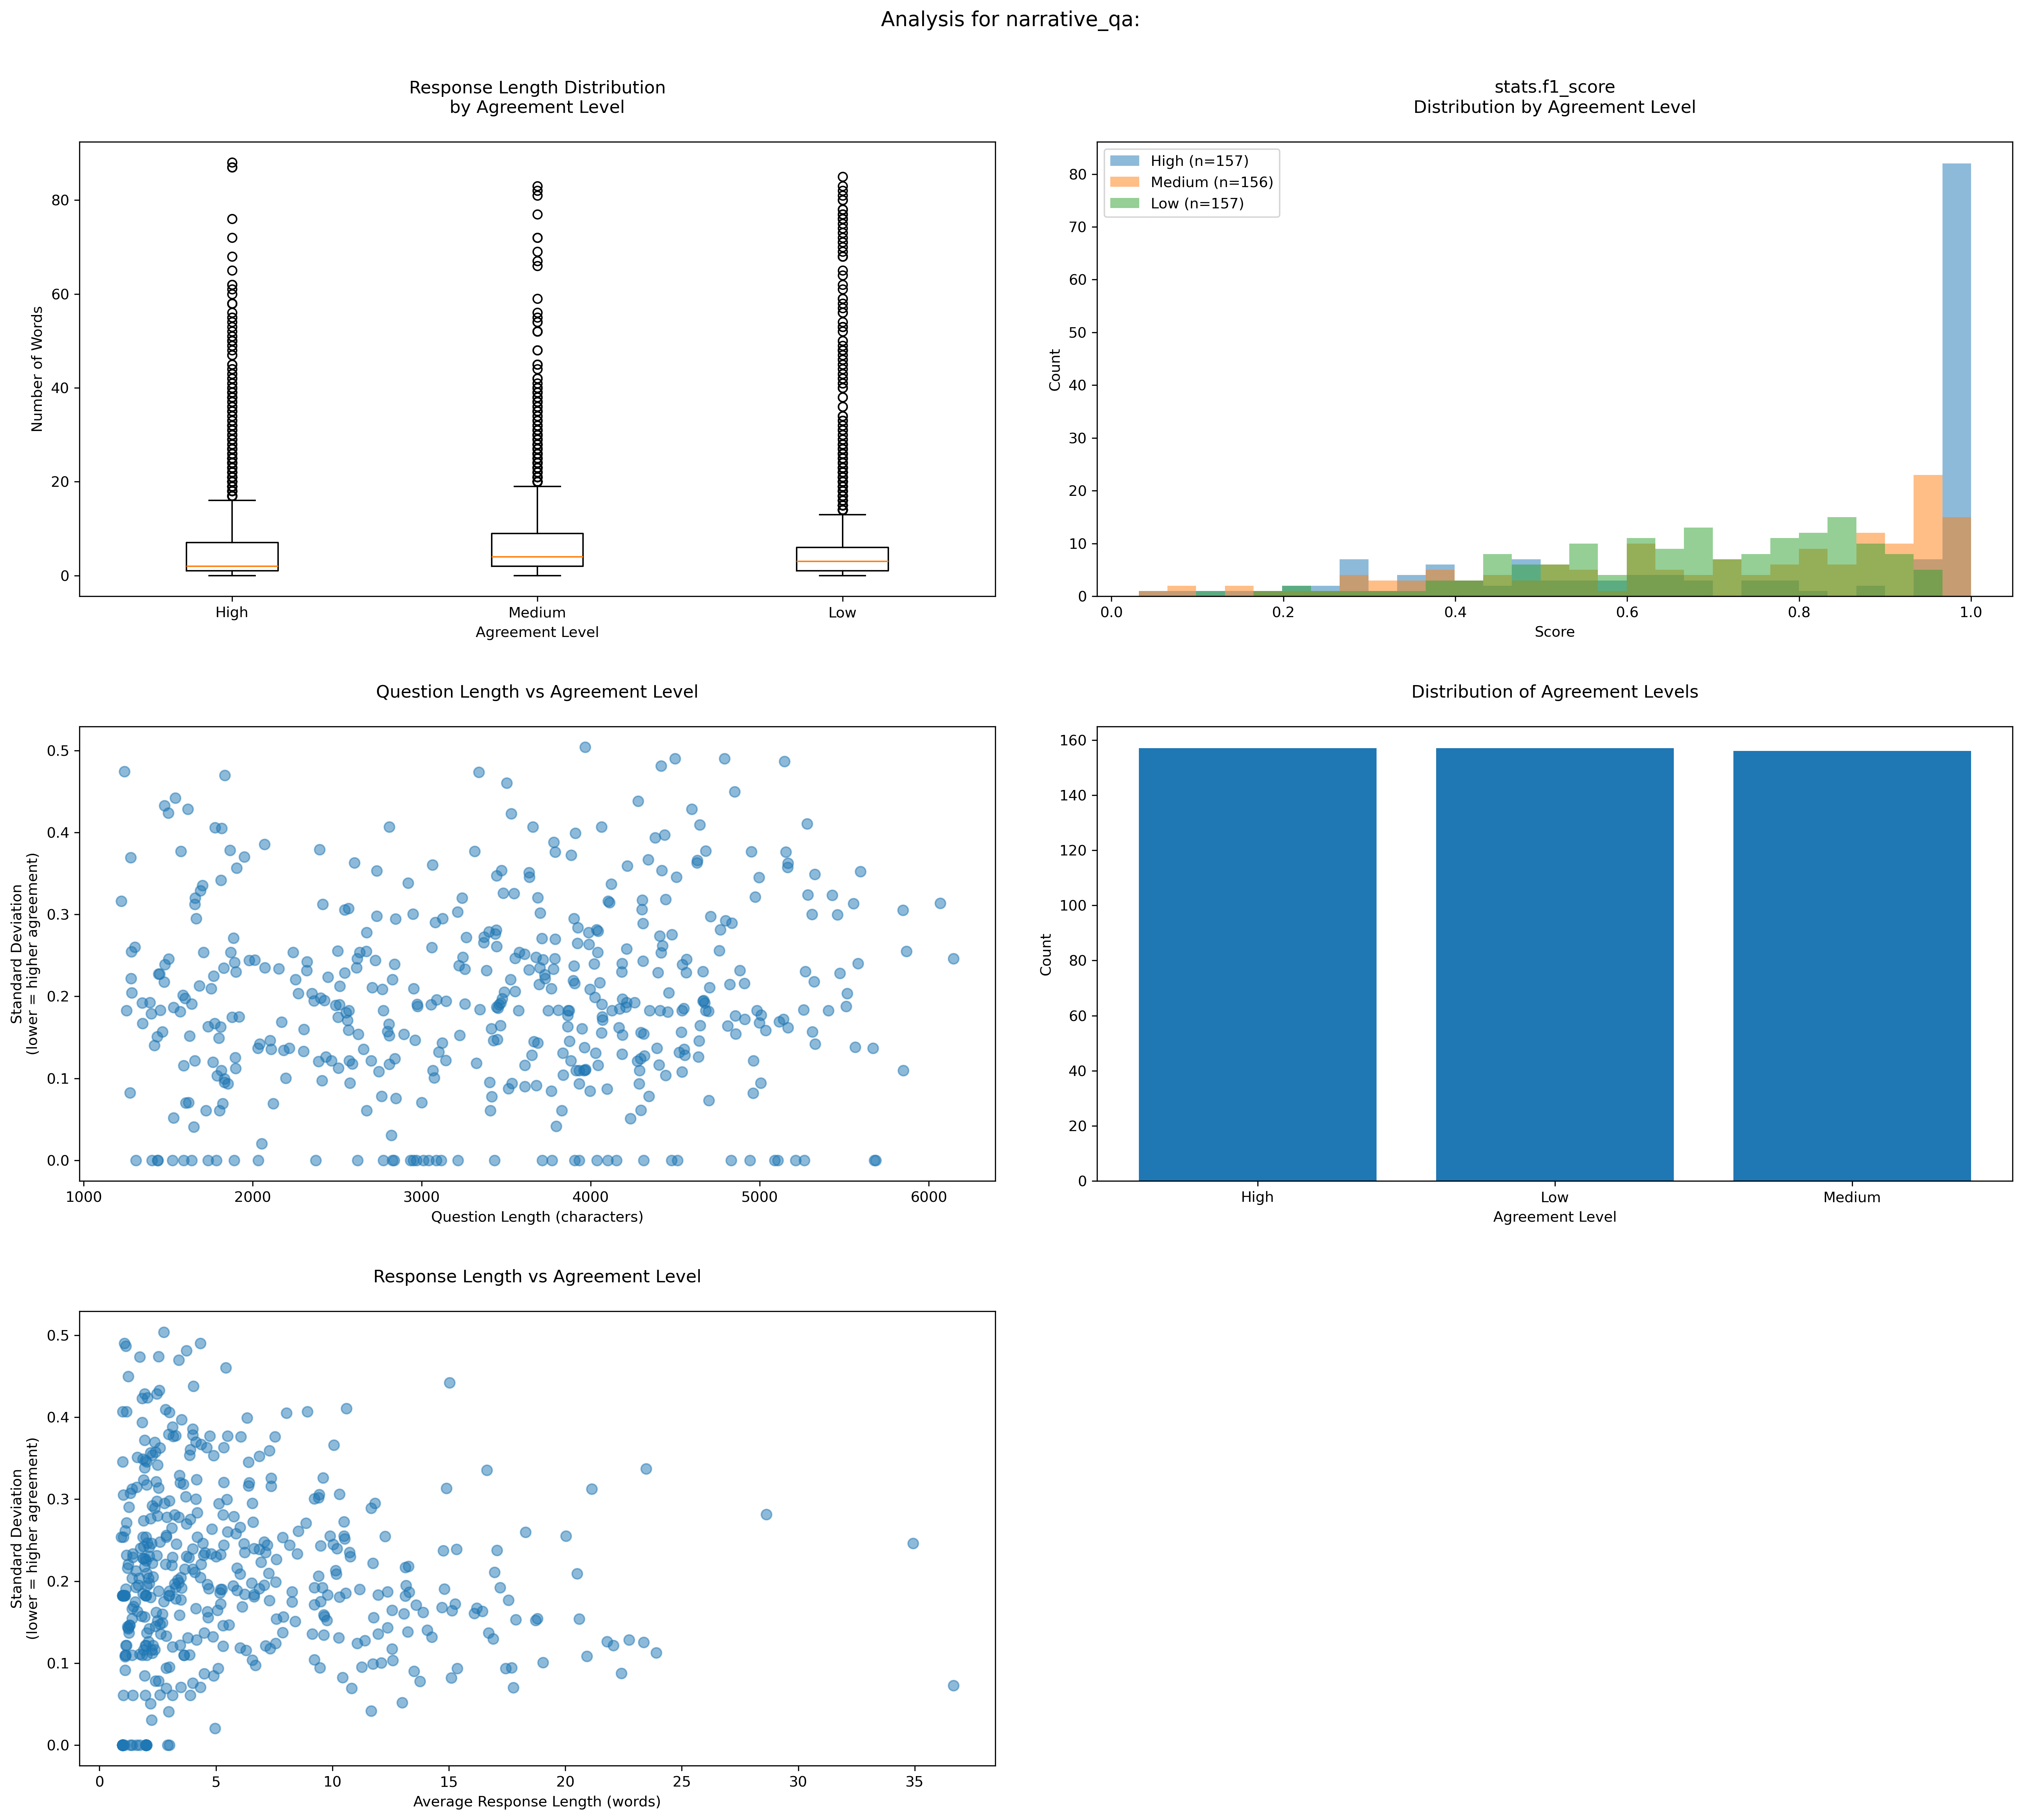 Analysis for narrative_qa:
Response Length Distribution
by Agreement Level
Number of Words
80
60
40
20
0
High
Medium
Low
Agreement Level
stats.f1_score
Distribution by Agreement Level
High (n=157)
Medium (n=156)
Low (n=157)
Count
80
70
60
50
40
30
20
10
0
0.0
0.2
0.4
0.6
0.8
1.0
Score
Question Length vs Agreement Level
Standard Deviation
(lower = higher agreement)
0.5
0.4
0.3
0.2
0.1
0.0
1000
2000
3000
4000
5000
6000
Question Length (characters)
Distribution of Agreement Levels
Count
160
140
120
100
80
60
40
20
0
High
Low
Medium
Agreement Level
Response Length vs Agreement Level
Standard Deviation
(lower = higher agreement)
0.5
0.4
0.3
0.2
0.1
0.0
0
5
10
15
20
25
30
35
Average Response Length (words)